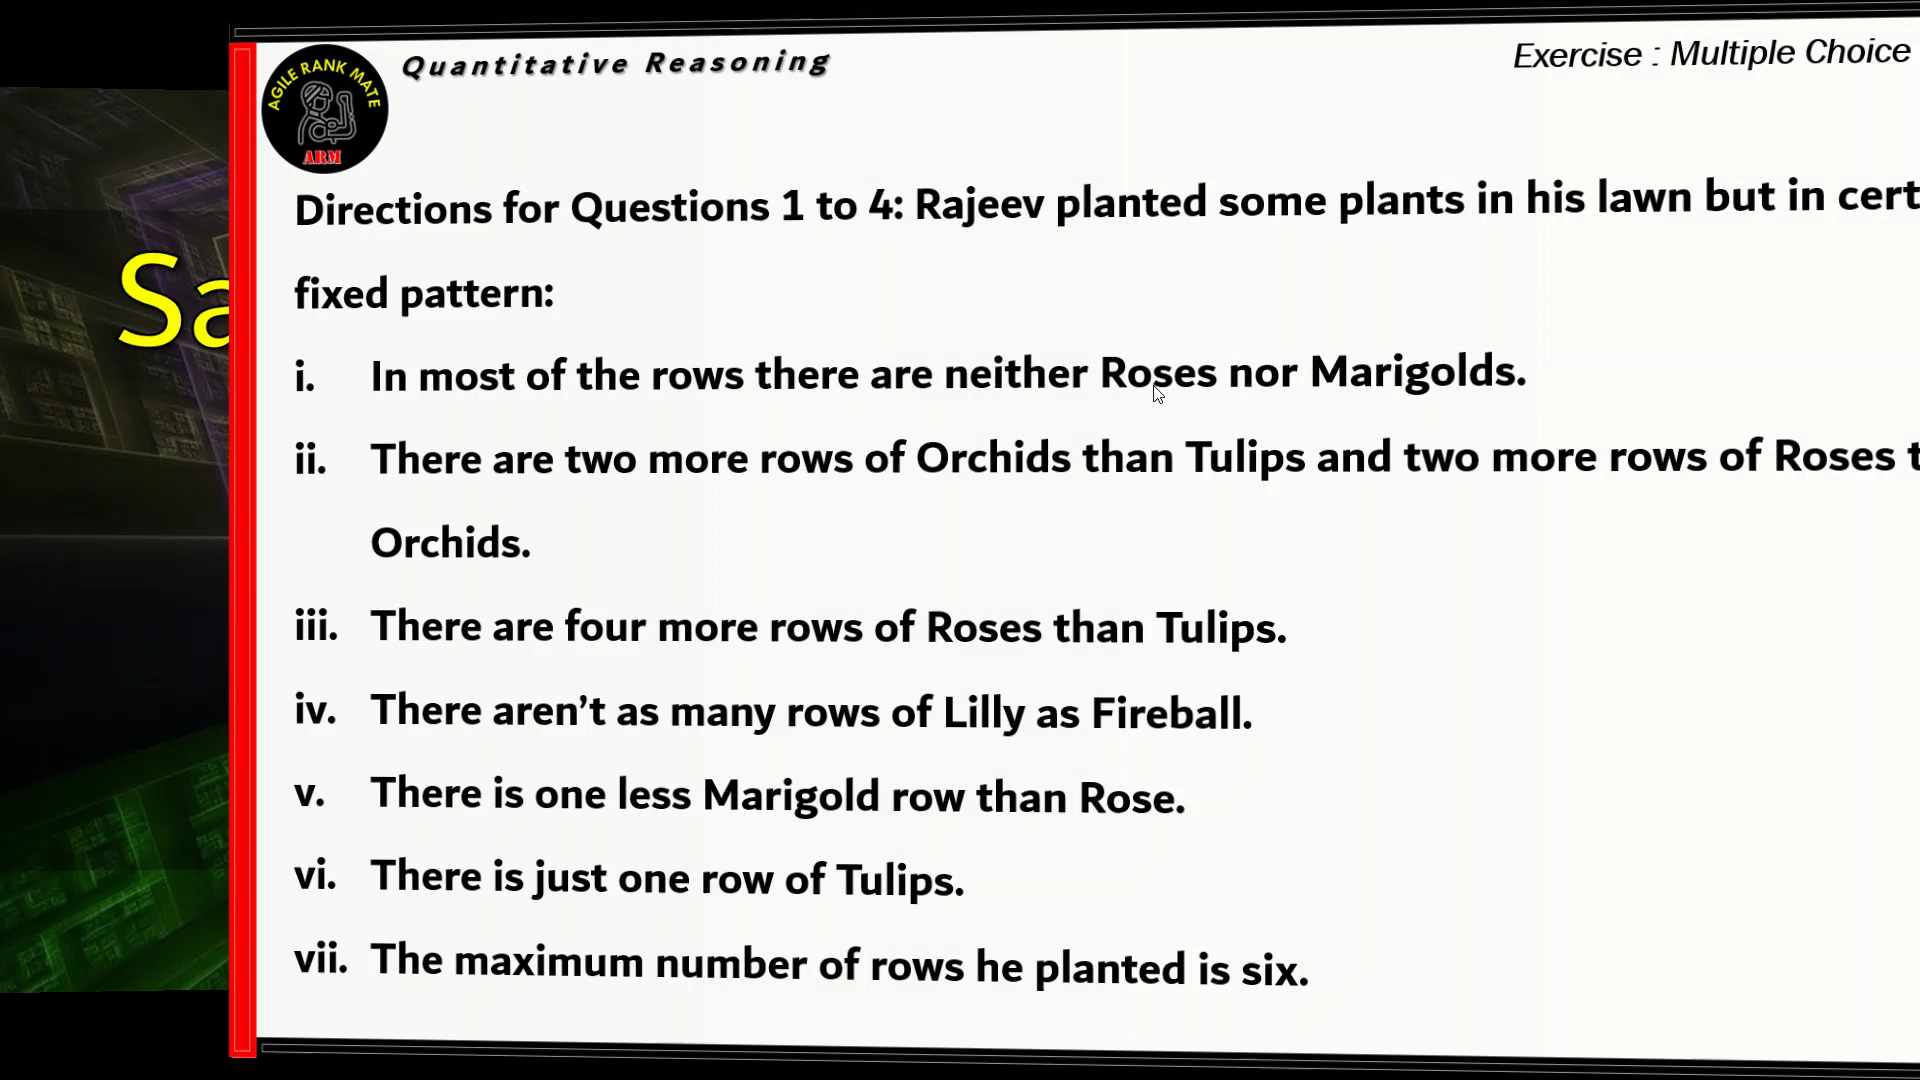 Quantitative Reasoning
Exercise : Multiple Choice
AGILE RANK MATE
ARM
Directions for Questions 1 to 4: Rajeev planted some plants in his lawn but in cert
fixed pattern:
i. In most of the rows there are neither Roses nor Marigolds.
ii. There are two more rows of Orchids than Tulips and two more rows of Roses t
Orchids.
iii. There are four more rows of Roses than Tulips.
iv. There aren’t as many rows of Lilly as Fireball.
v. There is one less Marigold row than Rose.
vi. There is just one row of Tulips.
vii. The maximum number of rows he planted is six.
Sa